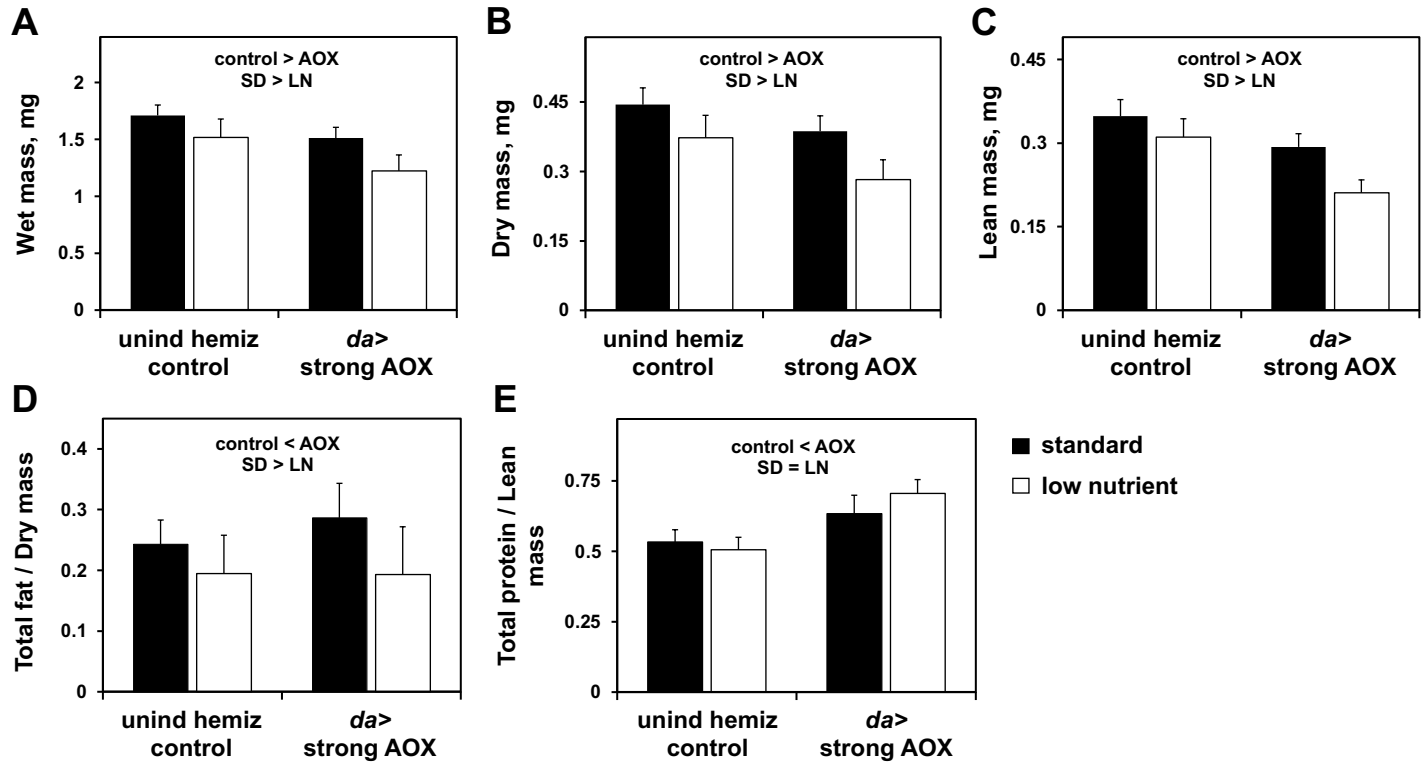 A
Wet mass, mg
2
1.5
1
0.5
0
control > AOX
SD > LN
unind hemiz
control
da>
strong AOX
B
Dry mass, mg
0.45
0.3
0.15
0
control > AOX
SD > LN
unind hemiz
control
da>
strong AOX
C
Lean mass, mg
0.45
0.3
0.15
0
control > AOX
SD > LN
unind hemiz
control
da>
strong AOX
D
Total fat / Dry mass
0.4
0.3
0.2
0.1
0
control < AOX
SD > LN
unind hemiz
control
da>
strong AOX
E
Total protein / Lean
mass
0.75
0.5
0.25
0
control < AOX
SD = LN
unind hemiz
control
da>
strong AOX
standard
low nutrient